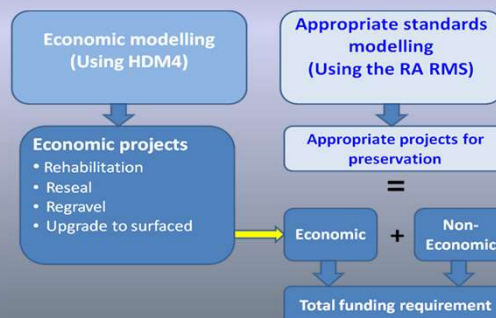 Economic modelling
(Using HDM4)
Appropriate standards
modelling
(Using the RA RMS)
Economic projects
• Rehabilitation
• Reseal
• Regravel
• Upgrade to surfaced
Appropriate projects for
preservation
=
Economic
+
Non-
Economic
Total funding requirement